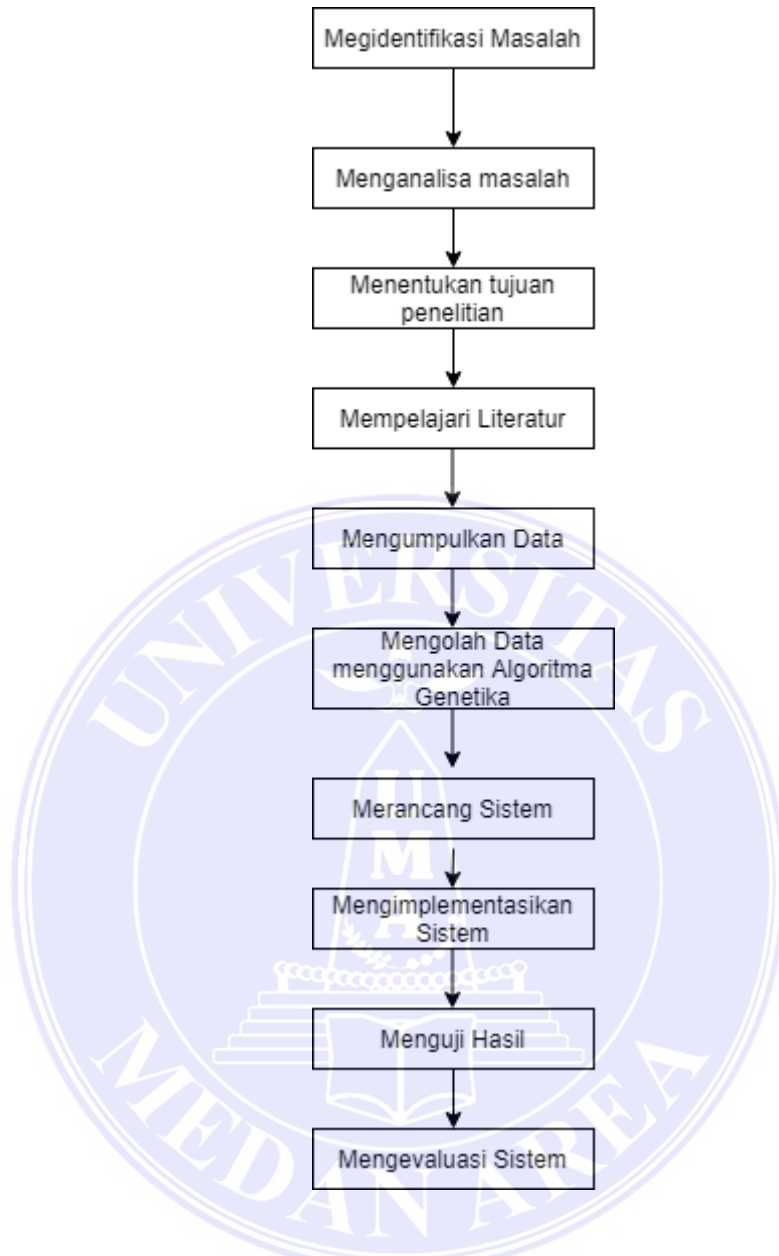 Megidentifikasi Masalah
Menganalisa masalah
Menentukan tujuan
penelitian
Mempelajari Literatur
Mengumpulkan Data
Mengolah Data
menggunakan Algoritma
Genetika
Merancang Sistem
Mengimplementasikan
Sistem
Menguji Hasil
Mengevaluasi Sistem
UNIVERSITAS
U
M
A
MEDAN AREA